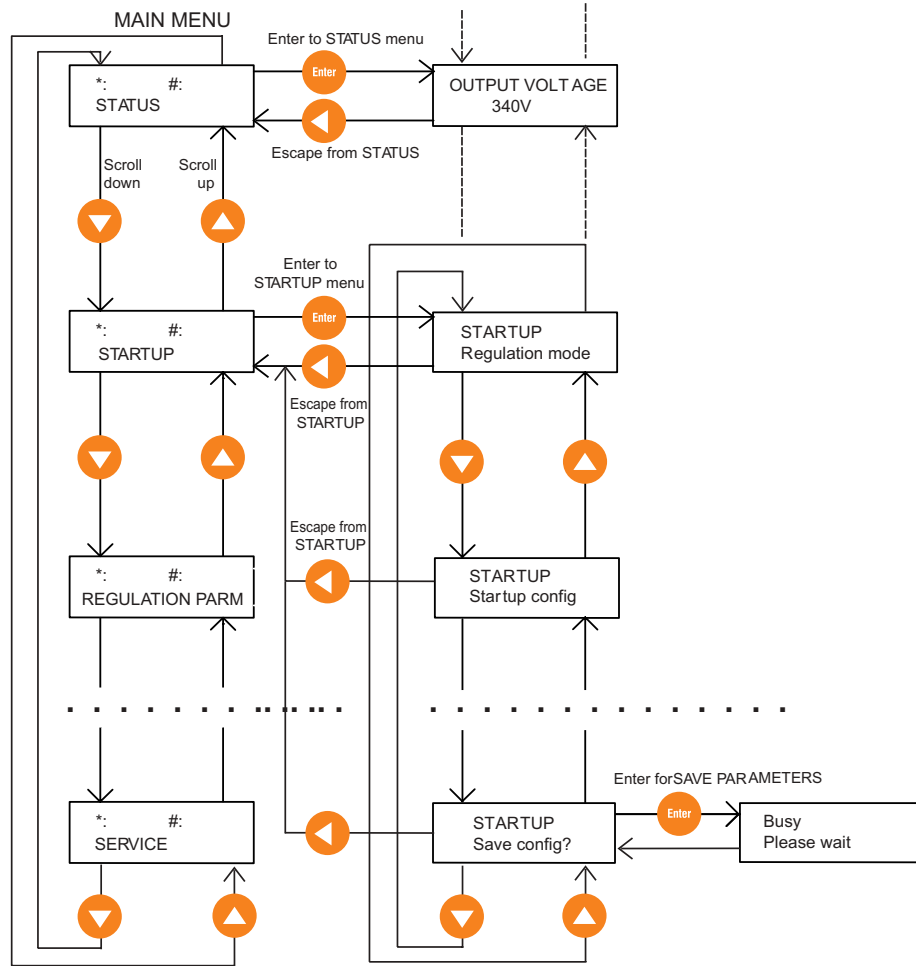 MAIN MENU
Enter to STATUS menu
Enter
*: #:
STATUS
OUTPUT VOLTAGE
340V
Escape from STATUS
Scroll
down
Scroll
up
Enter to
STARTUP menu
Enter
*: #:
STARTUP
STARTUP
Regulation mode
Escape from
STARTUP
Escape from
STARTUP
*: #:
REGULATION PARM
STARTUP
Startup config
Enter forSAVE PARAMETERS
Enter
*: #:
SERVICE
STARTUP
Save config?
Busy
Please wait